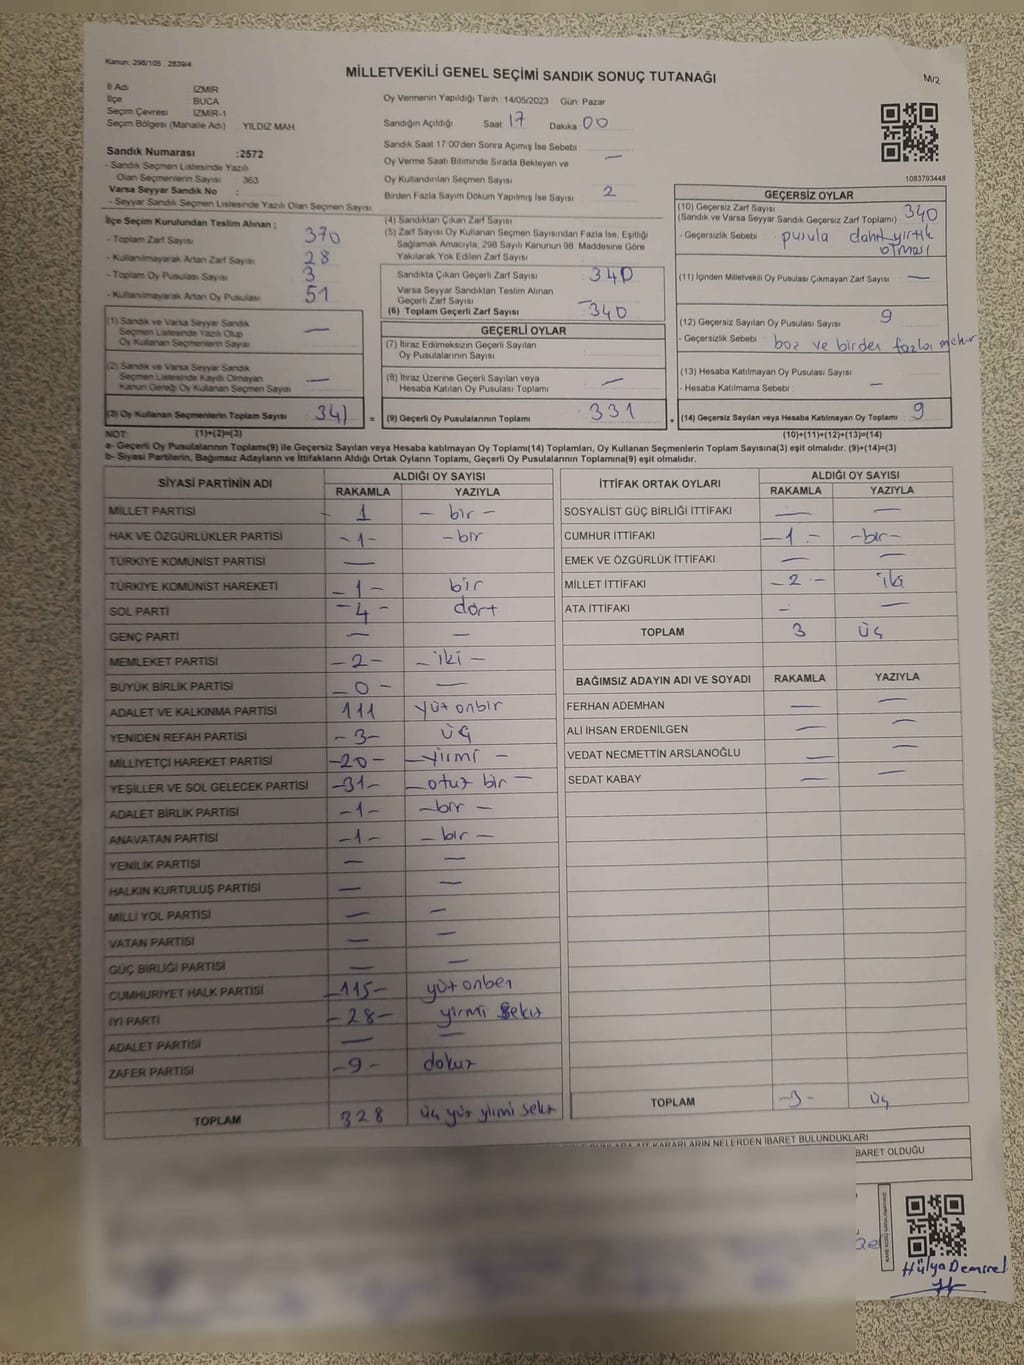 Kanun: 298/105 , 2839/4
MİLLETVEKİLİ GENEL SEÇİMİ SANDIK SONUÇ TUTANAĞI
M/2
İl Adı İZMİR
İlçe BUCA
Seçim Çevresi İZMİR-1
Seçim Bölgesi (Mahalle Adı) YILDIZ MAH.
Sandık Numarası :2572
- Sandık Seçmen Listesinde Yazılı
Olan Seçmenlerin Sayısı 363
Varsa Seyyar Sandık No :
- Seyyar Sandık Seçmen Listesinde Yazılı Olan Seçmen Sayısı:
Oy Vermenin Yapıldığı Tarih : 14/05/2023 Gün: Pazar
Sandığın Açıldığı Saat 17 Dakika 00
Sandık Saat 17 00'den Sonra Açımış İse Sebebi
Oy Verme Saati Bitiminde Sırada Bekleyen ve —
Oy Kullandırılan Seçmen Sayısı
Birden Fazla Sayım Döküm Yapılmış İse Sayısı 2
1083793448
İlçe Seçim Kurulundan Teslim Alınan ;
- Toplam Zarf Sayısı 370
- Kullanılmayarak Artan Zarf Sayısı 28
- Toplam Oy Pusulası Sayısı 3
- Kullanılmayarak Artan Oy Pusulası 51
(4) Sandıktan Çıkan Zarf Sayısı
(5) Zarf Sayısı Oy Kullanan Seçmen Sayısından Fazla İse, Eşitliği
Sağlamak Amacıyla, 298 Sayılı Kanunun 98. Maddesine Göre
Yakılarak Yok Edilen Zarf Sayısı
Sandıkta Çıkan Geçerli Zarf Sayısı 340
Varsa Seyyar Sandıktan Teslim Alınan
Geçerli Zarf Sayısı —
(6) Toplam Geçerli Zarf Sayısı 340
GEÇERSİZ OYLAR
(10) Geçersiz Zarf Sayısı 340
(Sandık ve Varsa Seyyar Sandık Geçersiz Zarf Toplamı)
- Geçersizlik Sebebi pusula yırtık
olması
(11) İçinden Milletvekili Oy Pusulası Çıkmayan Zarf Sayısı —
(12) Geçersiz Sayılan Oy Pusulası Sayısı 9
- Geçersizlik Sebebi boz ve birden fazla
(13) Hesaba Katılmayan Oy Pusulası Sayısı
- Hesaba Katılmama Sebebi —
(14) Geçersiz Sayılan veya Hesaba Katılmayan Oy Toplamı 9
(10)+(11)+(12)+(13)=(14)
(1) Sandık ve Varsa Seyyar Sandık
Seçmen Listesinde Yazılı Olup —
Oy Kullanan Seçmenlerin Sayısı
(2) Sandık ve Varsa Seyyar Sandık
Seçmen Listesinde Kayıtlı Olmayan —
Kanun Gereği Oy Kullanan Seçmen Sayısı
(3) Oy Kullanan Seçmenlerin Toplam Sayısı 341 =
(1)+(2)=(3)
GEÇERLİ OYLAR
(7) İtiraz Edilmeksizin Geçerli Sayılan
Oy Pusulalarının Sayısı
(8) İtiraz Üzerine Geçerli Sayılan veya —
Hesaba Katılan Oy Pusulası Toplamı
(9) Geçerli Oy Pusulalarının Toplamı 331 +
NOT:
a- Geçerli Oy Pusulalarının Toplamı(9) ile Geçersiz Sayılan veya Hesaba katılmayan Oy Toplamı(14) Toplamları, Oy Kullanan Seçmenlerin Toplam Sayısına(3) eşit olmalıdır. (9)+(14)=(3)
b- Siyasi Partilerin, Bağımsız Adayların ve İttifakların Aldığı Ortak Oyların Toplamı, Geçerli Oy Pusulalarının Toplamına(9) eşit olmalıdır.
SİYASİ PARTİNİN ADI ALDIĞI OY SAYISI
RAKAMLA YAZIYLA
MİLLET PARTİSİ 1 - bir -
HAK VE ÖZGÜRLÜKLER PARTİSİ -1- -bir
TÜRKİYE KOMÜNİST PARTİSİ —
TÜRKİYE KOMÜNİST HAREKETİ -1- bir
SOL PARTİ -4- dört
GENÇ PARTİ — —
MEMLEKET PARTİSİ -2- -iki-
BÜYÜK BİRLİK PARTİSİ -0- —
ADALET VE KALKINMA PARTİSİ 111 yüz onbir
YENİDEN REFAH PARTİSİ -3- üç
MİLLİYETÇİ HAREKET PARTİSİ -20- -yirmi-
YEŞİLLER VE SOL GELECEK PARTİSİ -31- -otuz bir-
ADALET BİRLİK PARTİSİ -1- -bir-
ANAVATAN PARTİSİ -1- -bir-
YENİLİK PARTİSİ — —
HALKIN KURTULUŞ PARTİSİ — —
MİLLİ YOL PARTİSİ — —
VATAN PARTİSİ — —
GÜÇ BİRLİĞİ PARTİSİ — —
CUMHURİYET HALK PARTİSİ -115- yüz onbeş
İYİ PARTİ -28- yirmi sekiz
ADALET PARTİSİ — —
ZAFER PARTİSİ -9- dokuz
TOPLAM 328 üç yüz yirmi sekiz
İTTİFAK ORTAK OYLARI ALDIĞI OY SAYISI
RAKAMLA YAZIYLA
SOSYALİST GÜÇ BİRLİĞİ İTTİFAKI — —
CUMHUR İTTİFAKI -1- -bir-
EMEK VE ÖZGÜRLÜK İTTİFAKI — —
MİLLET İTTİFAKI -2- iki
ATA İTTİFAKI — —
TOPLAM 3 üç
BAĞIMSIZ ADAYIN ADI VE SOYADI RAKAMLA YAZIYLA
FERHAN ADEMHAN — —
ALİ İHSAN ERDENİLGEN — —
VEDAT NECMETTİN ARSLANOĞLU — —
SEDAT KABAY — —
TOPLAM -3- üç
KARARLARIN NELERDEN İBARET BULUNDUKLARI
BARET OLDUĞU
Hülya Demirel